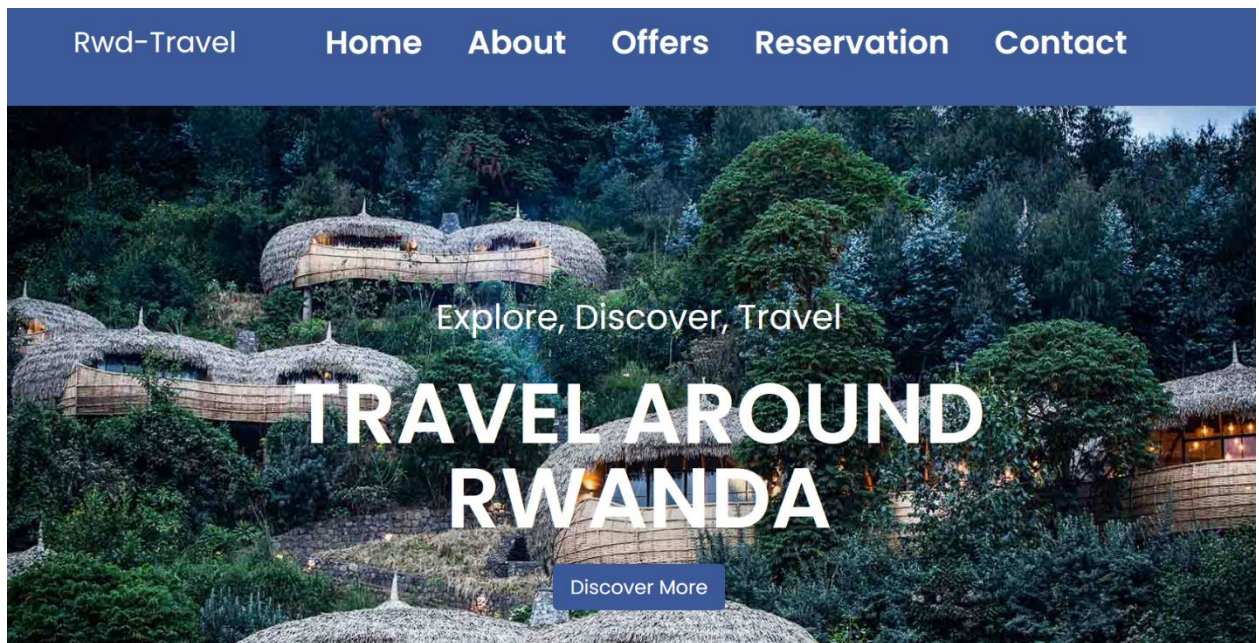 Rwd-Travel Home About Offers Reservation Contact
Explore, Discover, Travel
TRAVEL AROUND
RWANDA
Discover More